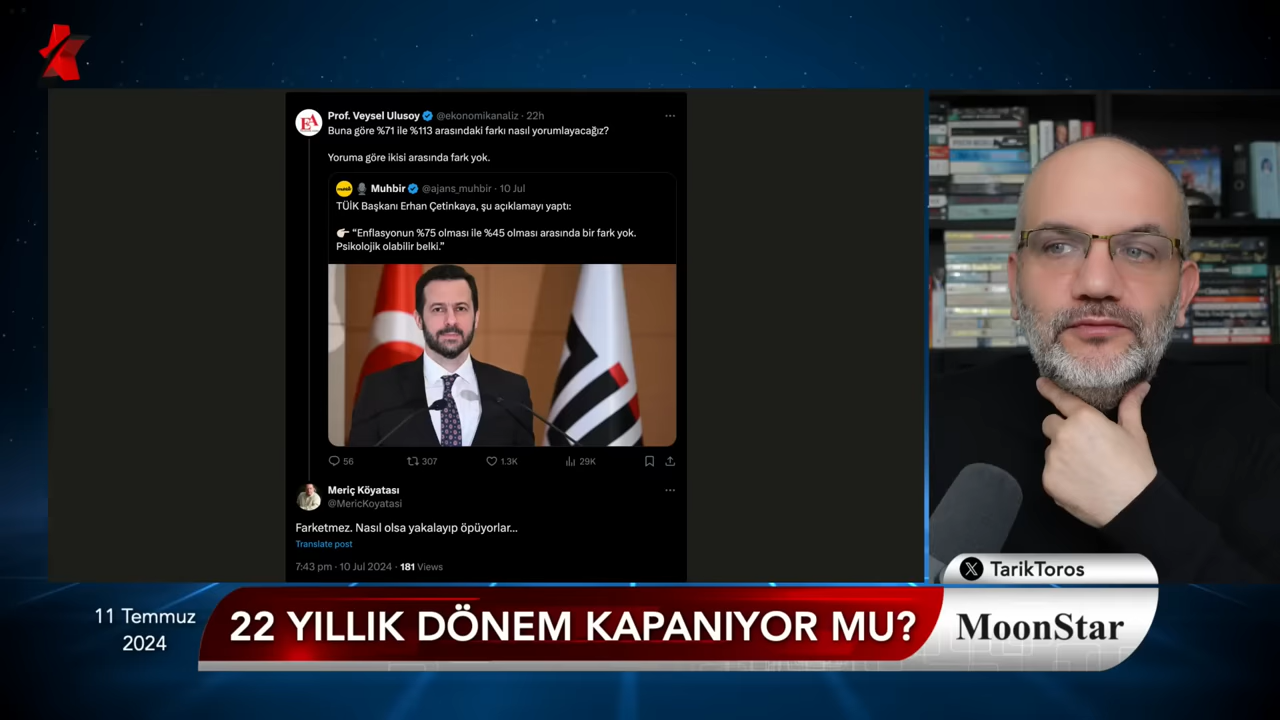 Prof. Veysel Ulusoy @ekonomikanaliz · 22h
Buna göre %71 ile %113 arasındaki farkı nasıl yorumlayacağız?
Yoruma göre ikisi arasında fark yok.
Muhbir @ajans_muhbir · 10 Jul
TÜİK Başkanı Erhan Çetinkaya, şu açıklamayı yaptı:
👉 “Enflasyonun %75 olması ile %45 olması arasında bir fark yok.
Psikolojik olabilir belki.”
56 307 1.3K 29K
Meriç Köyatası
@MericKoyatasi
Farketmez. Nasıl olsa yakalayıp öpüyorlar...
Translate post
7:43 pm · 10 Jul 2024 · 181 Views
X TarikToros
11 Temmuz
2024
22 YILLIK DÖNEM KAPANIYOR MU?
MoonStar